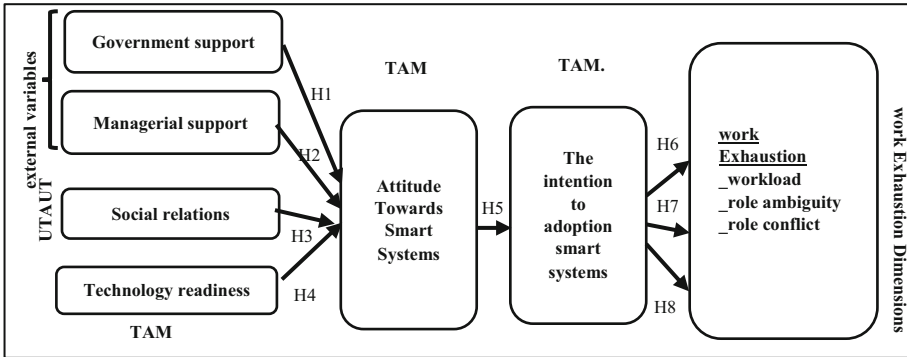 external variables
UTAUT
Government support
Managerial support
Social relations
Technology readiness
TAM
H1
H2
H3
H4
TAM
Attitude
Towards
Smart
Systems
H5
TAM.
The
intention
to
adoption
smart
systems
H6
H7
H8
work
Exhaustion
_workload
_role ambiguity
_role conflict
work Exhaustion Dimensions